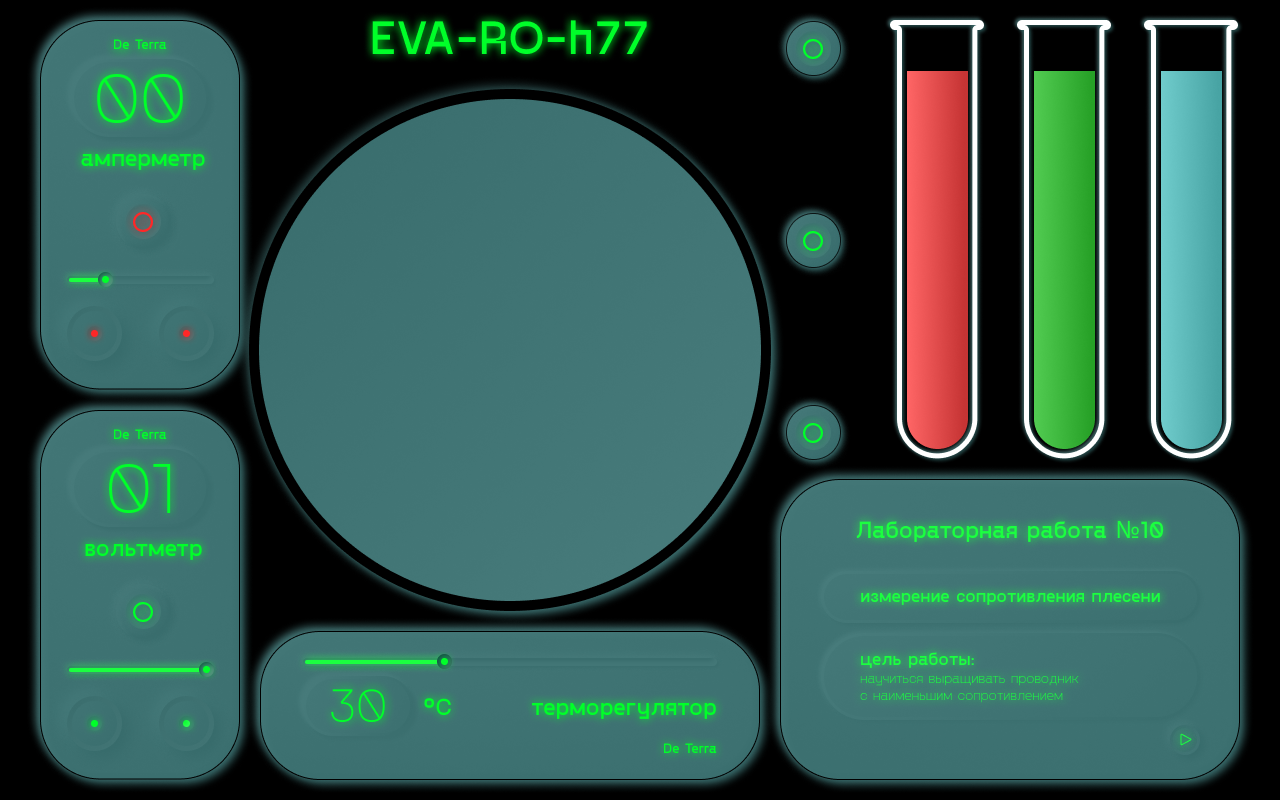 EVA-RO-h77
De Terra
00
амперметр
De Terra
01
вольтметр
30 °C
терморегулятор
De Terra
Лабораторная работа №10
измерение сопротивления плесени
цель работы:
научиться выращивать проводник
с наименьшим сопротивлением